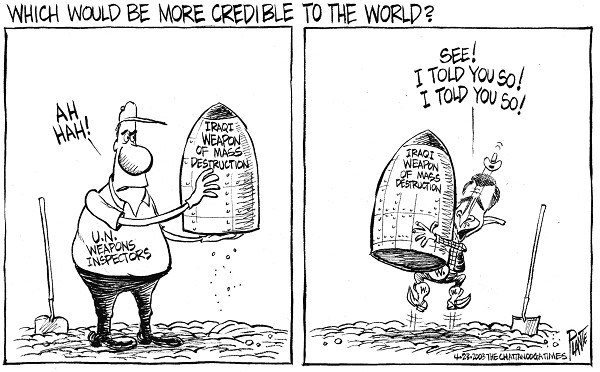 WHICH WOULD BE MORE CREDIBLE TO THE WORLD?
AH
HAH!
IRAQI
WEAPON
OF MASS
DESTRUCTION
U.N.
WEAPONS
INSPECTORS
SEE!
I TOLD YOU SO!
I TOLD YOU SO!
IRAQI
WEAPON
OF MASS
DESTRUCTION
W
W
W
PLANTE
4-23-2003 THE CHATTANOOGA TIMES